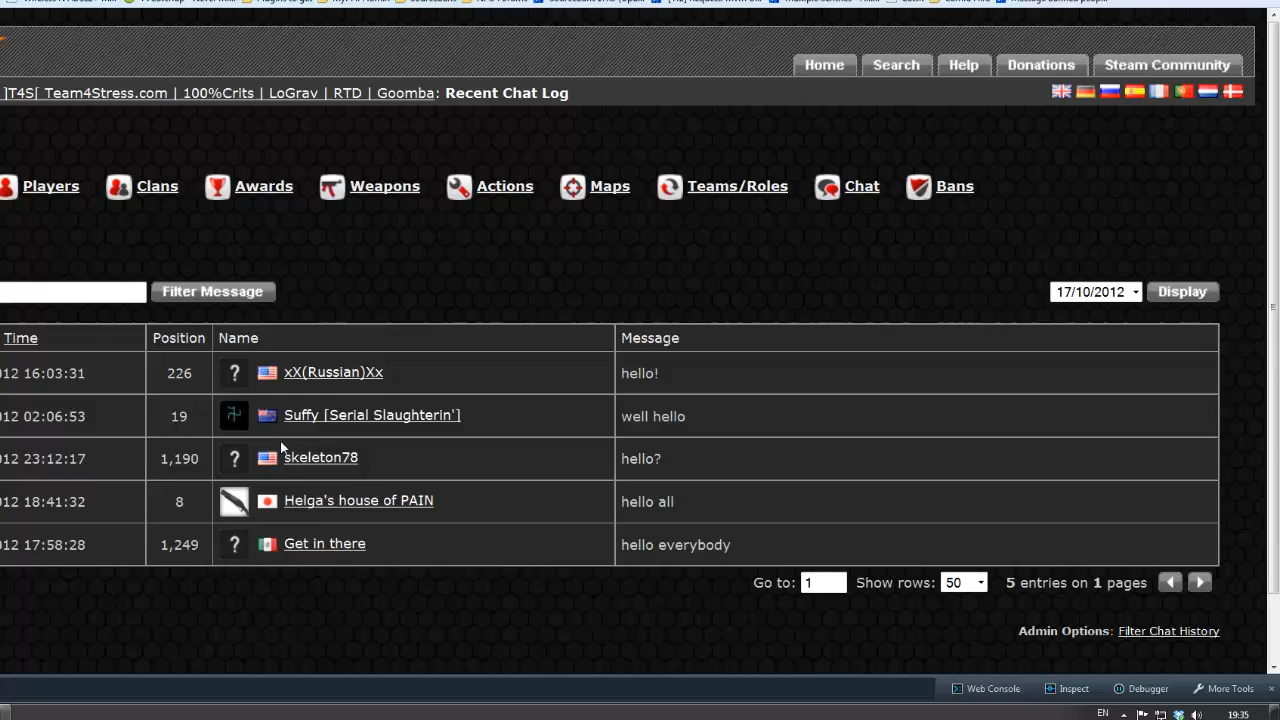 Home Search Help Donations Steam Community
]T4S[ Team4Stress.com | 100%Crits | LoGrav | RTD | Goomba: Recent Chat Log
Players Clans Awards Weapons Actions Maps Teams/Roles Chat Bans
Filter Message 17/10/2012 Display
Time Position Name Message
012 16:03:31 226 xX(Russian)Xx hello!
012 02:06:53 19 Suffy [Serial Slaughterin'] well hello
012 23:12:17 1,190 skeleton78 hello?
012 18:41:32 8 Helga's house of PAIN hello all
012 17:58:28 1,249 Get in there hello everybody
Go to: 1 Show rows: 50 5 entries on 1 pages
Admin Options: Filter Chat History
Web Console Inspect Debugger More Tools
EN 19:35